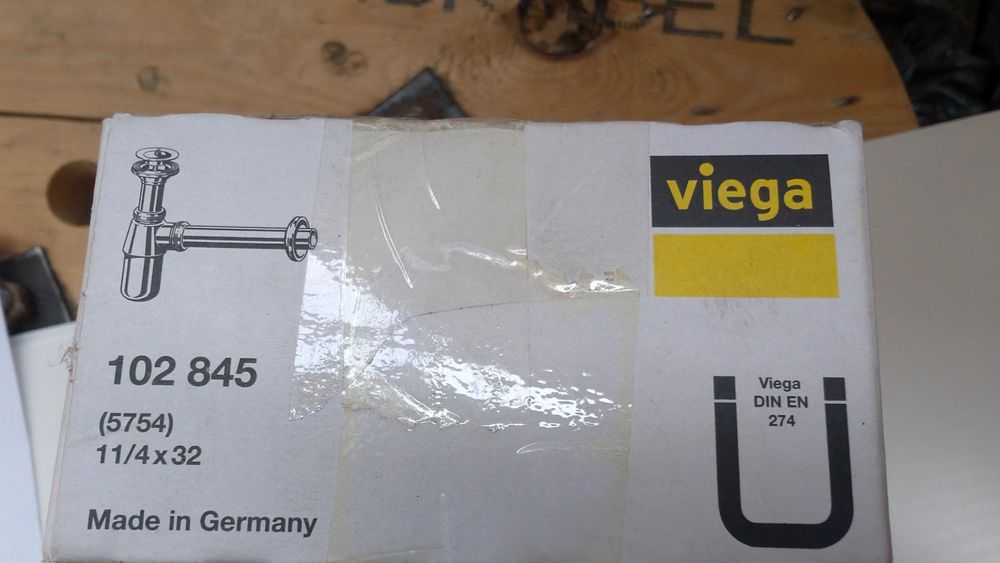 viega
102 845
(5754)
11/4 x 32
Made in Germany
Viega
DIN EN
274